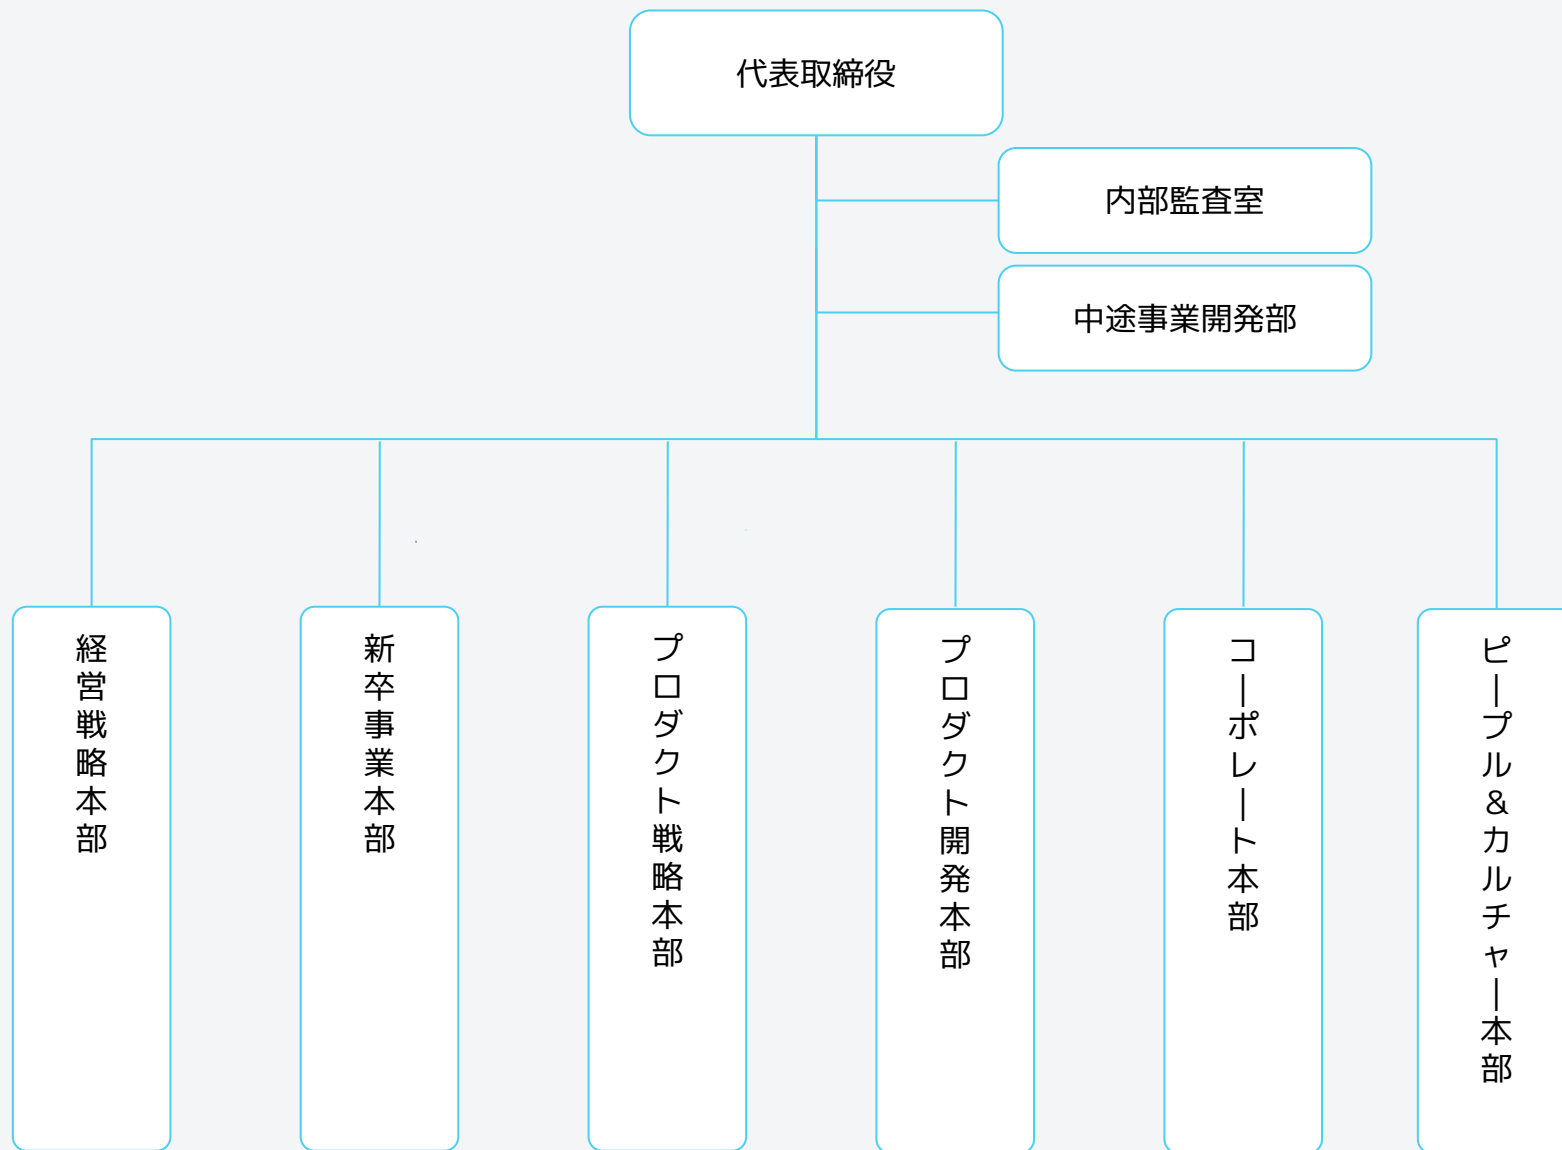 代表取締役
内部監査室
中途事業開発部
経営戦略本部
新卒事業本部
プロダクト戦略本部
プロダクト開発本部
コーポレート本部
ピープル&カルチャー本部